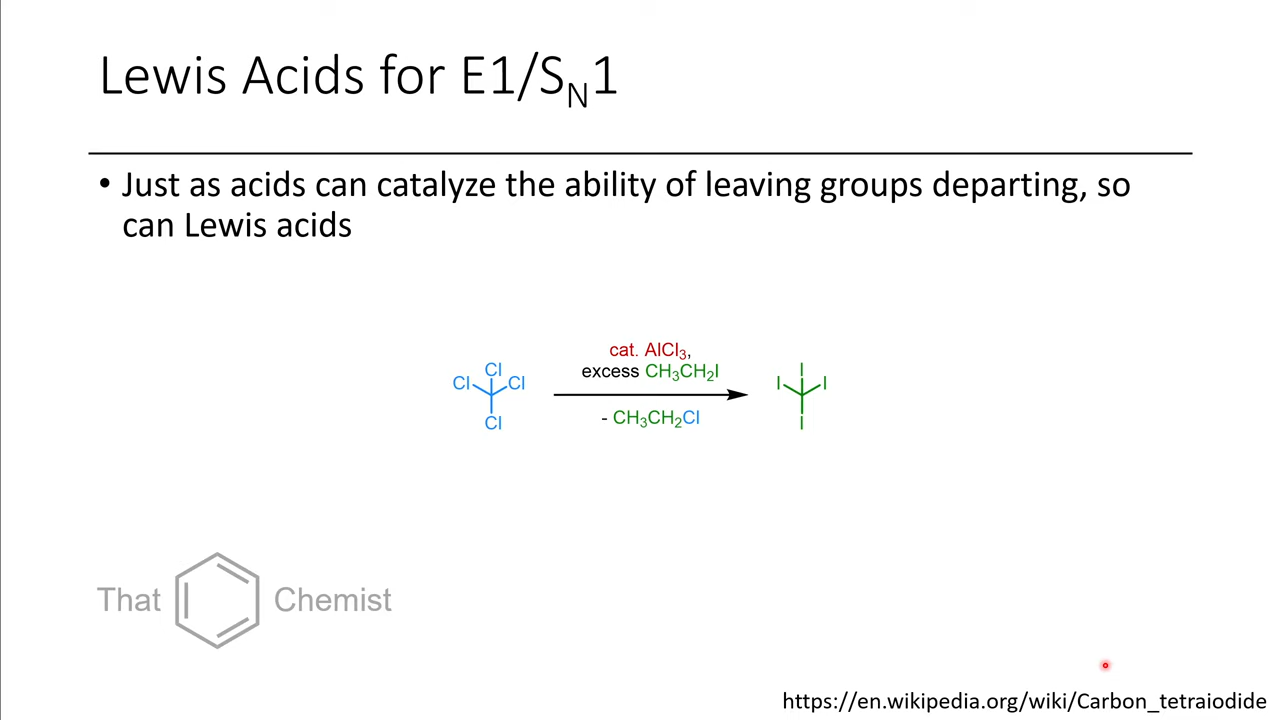 Lewis Acids for E1/S_N1
• Just as acids can catalyze the ability of leaving groups departing, so
can Lewis acids
cat. AlCl₃,
excess CH₃CH₂I
- CH₃CH₂Cl
Cl
Cl Cl
Cl
I
I I
I
That Chemist
https://en.wikipedia.org/wiki/Carbon_tetraiodide